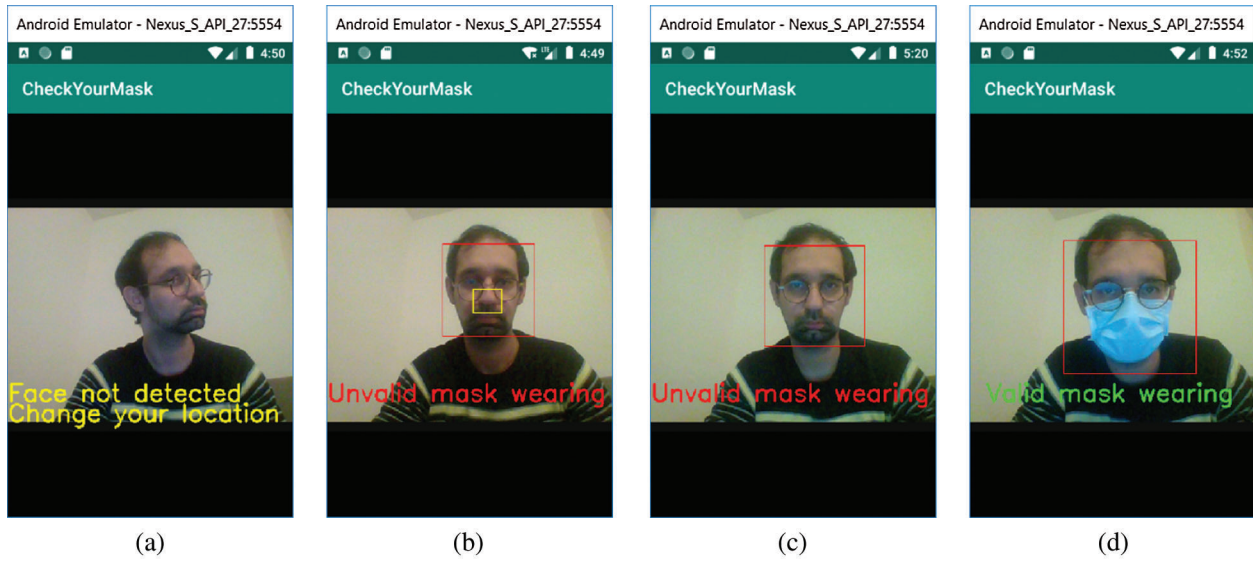 Android Emulator - Nexus_S_API_27:5554
4:50
CheckYourMask
Face not detected
Change your location
(a)
Android Emulator - Nexus_S_API_27:5554
LTE 4:49
CheckYourMask
Unvalid mask wearing
(b)
Android Emulator - Nexus_S_API_27:5554
5:20
CheckYourMask
Unvalid mask wearing
(c)
Android Emulator - Nexus_S_API_27:5554
4:52
CheckYourMask
Valid mask wearing
(d)